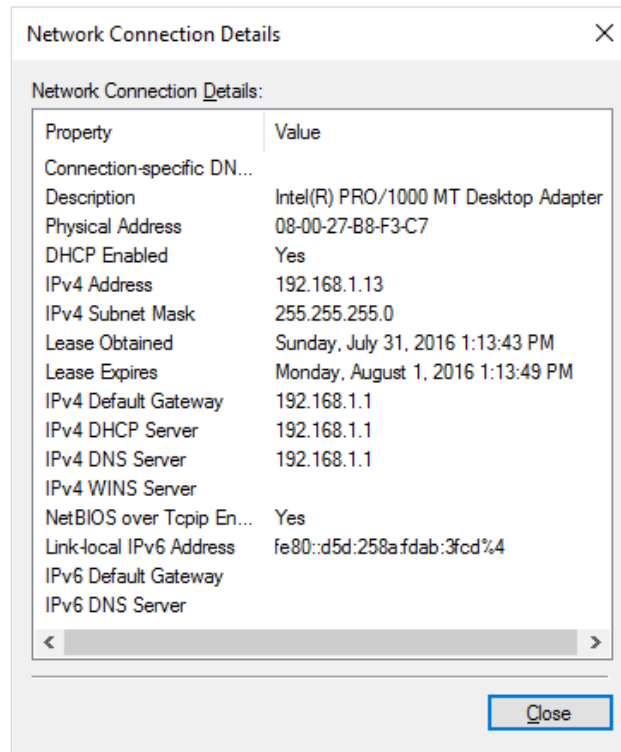 Network Connection Details
Network Connection Details:
Property Value
Connection-specific DN...
Description Intel(R) PRO/1000 MT Desktop Adapter
Physical Address 08-00-27-B8-F3-C7
DHCP Enabled Yes
IPv4 Address 192.168.1.13
IPv4 Subnet Mask 255.255.255.0
Lease Obtained Sunday, July 31, 2016 1:13:43 PM
Lease Expires Monday, August 1, 2016 1:13:49 PM
IPv4 Default Gateway 192.168.1.1
IPv4 DHCP Server 192.168.1.1
IPv4 DNS Server 192.168.1.1
IPv4 WINS Server
NetBIOS over Tcpip En... Yes
Link-local IPv6 Address fe80::d5d:258a:fdab:3fcd%4
IPv6 Default Gateway
IPv6 DNS Server
Close